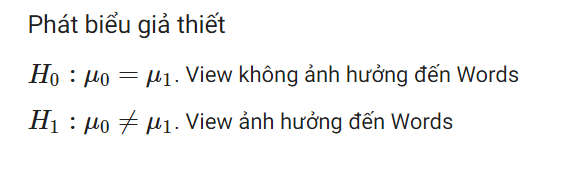 Phát biểu giả thiết
H₀ : μ₀ = μ₁. View không ảnh hưởng đến Words
H₁ : μ₀ ≠ μ₁. View ảnh hưởng đến Words